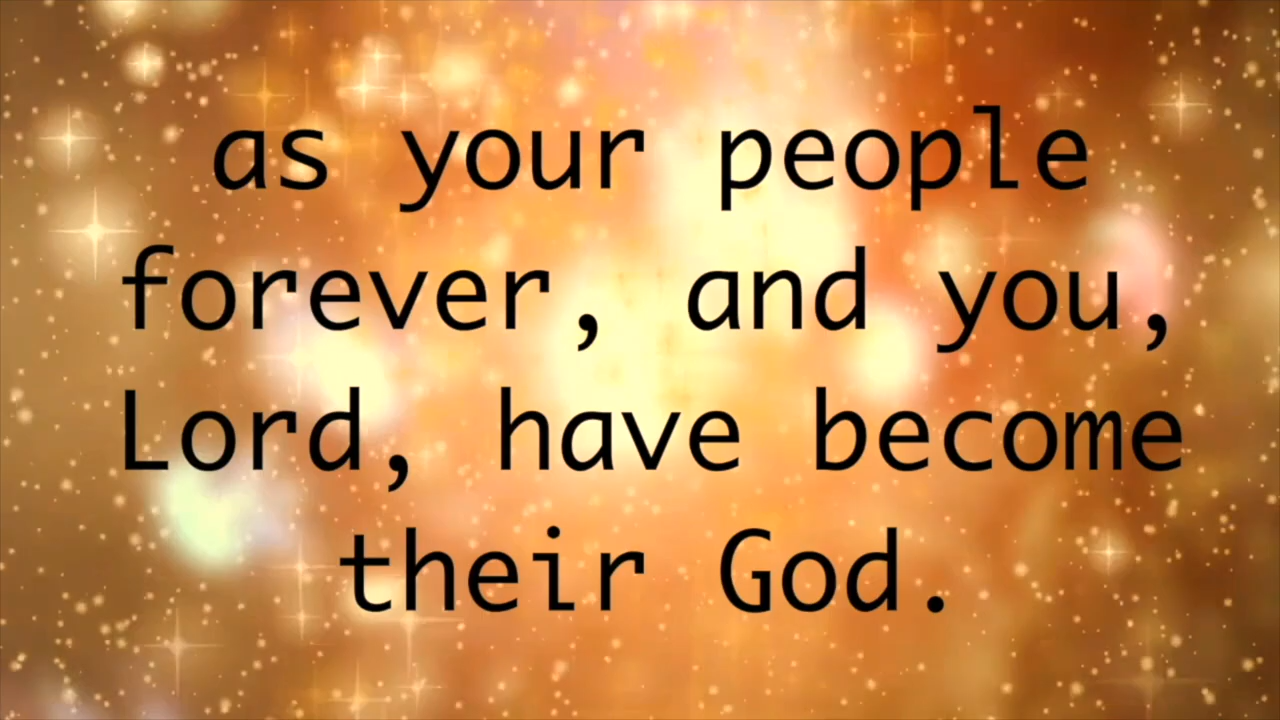 as your people
forever, and you,
Lord, have become
their God.